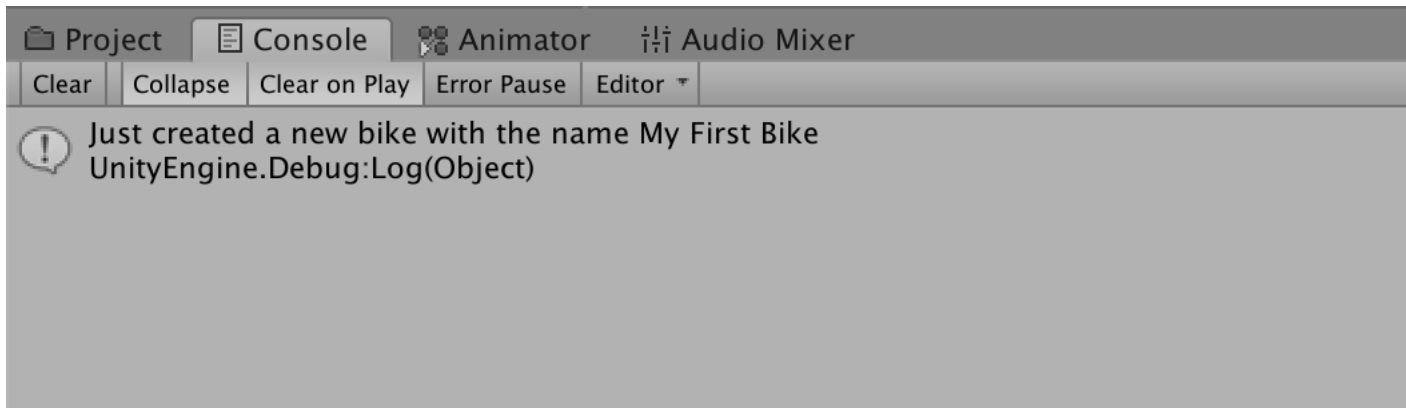 Project Console Animator Audio Mixer
Clear Collapse Clear on Play Error Pause Editor
Just created a new bike with the name My First Bike
UnityEngine.Debug:Log(Object)